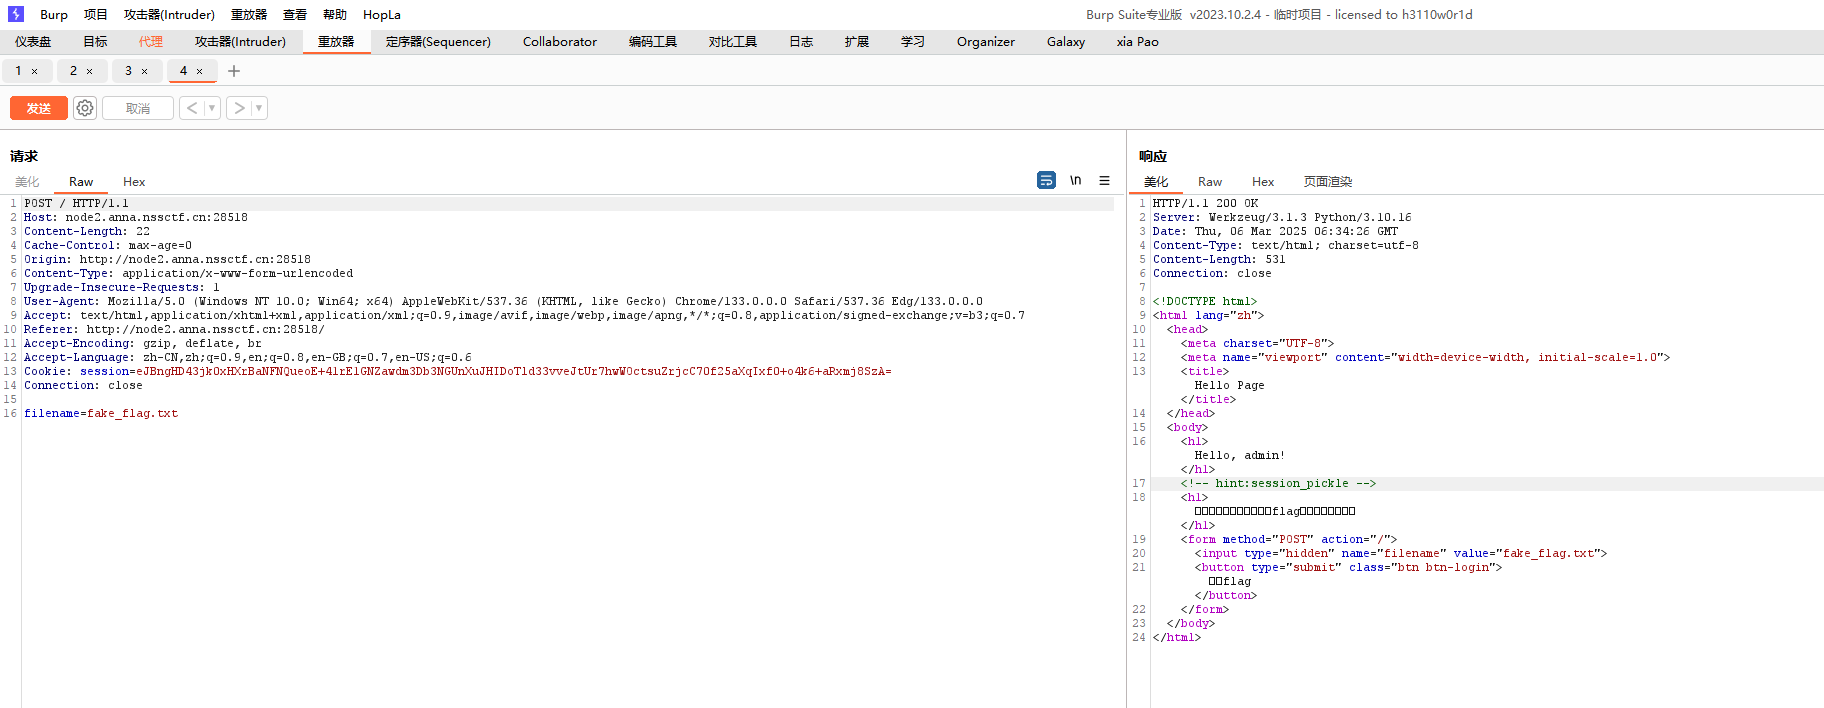 Burp 项目 攻击器(Intruder) 重放器 查看 帮助 HopLa Burp Suite专业版 v2023.10.2.4 - 临时项目 - licensed to h3110w0r1d
仪表盘 目标 代理 攻击器(Intruder) 重放器 定序器(Sequencer) Collaborator 编码工具 对比工具 日志 扩展 学习 Organizer Galaxy xia Pao
1 × 2 × 3 × 4 × +
发送 取消 < >
请求
美化 Raw Hex \n
1 POST / HTTP/1.1
2 Host: node2.anna.nssctf.cn:28518
3 Content-Length: 22
4 Cache-Control: max-age=0
5 Origin: http://node2.anna.nssctf.cn:28518
6 Content-Type: application/x-www-form-urlencoded
7 Upgrade-Insecure-Requests: 1
8 User-Agent: Mozilla/5.0 (Windows NT 10.0; Win64; x64) AppleWebKit/537.36 (KHTML, like Gecko) Chrome/133.0.0.0 Safari/537.36 Edg/133.0.0.0
9 Accept: text/html,application/xhtml+xml,application/xml;q=0.9,image/avif,image/webp,image/apng,*/*;q=0.8,application/signed-exchange;v=b3;q=0.7
10 Referer: http://node2.anna.nssctf.cn:28518/
11 Accept-Encoding: gzip, deflate, br
12 Accept-Language: zh-CN,zh;q=0.9,en;q=0.8,en-GB;q=0.7,en-US;q=0.6
13 Cookie: session=
14 Connection: close
15
16 filename=fake_flag.txt
响应
美化 Raw Hex 页面渲染
1 HTTP/1.1 200 OK
2 Server: Werkzeug/3.1.3 Python/3.10.16
3 Date: Thu, 06 Mar 2025 06:34:26 GMT
4 Content-Type: text/html; charset=utf-8
5 Content-Length: 531
6 Connection: close
7
8 <!DOCTYPE html>
9 <html lang="zh">
10 <head>
11 <meta charset="UTF-8">
12 <meta name="viewport" content="width=device-width, initial-scale=1.0">
13 <title>
Hello Page
</title>
14 </head>
15 <body>
16 <h1>
Hello, admin!
</h1>
17 <!-- hint:session_pickle -->
18 <h1>
flag
</h1>
19 <form method="POST" action="/">
20 <input type="hidden" name="filename" value="fake_flag.txt">
21 <button type="submit" class="btn btn-login">
flag
</button>
22 </form>
23 </body>
24 </html>